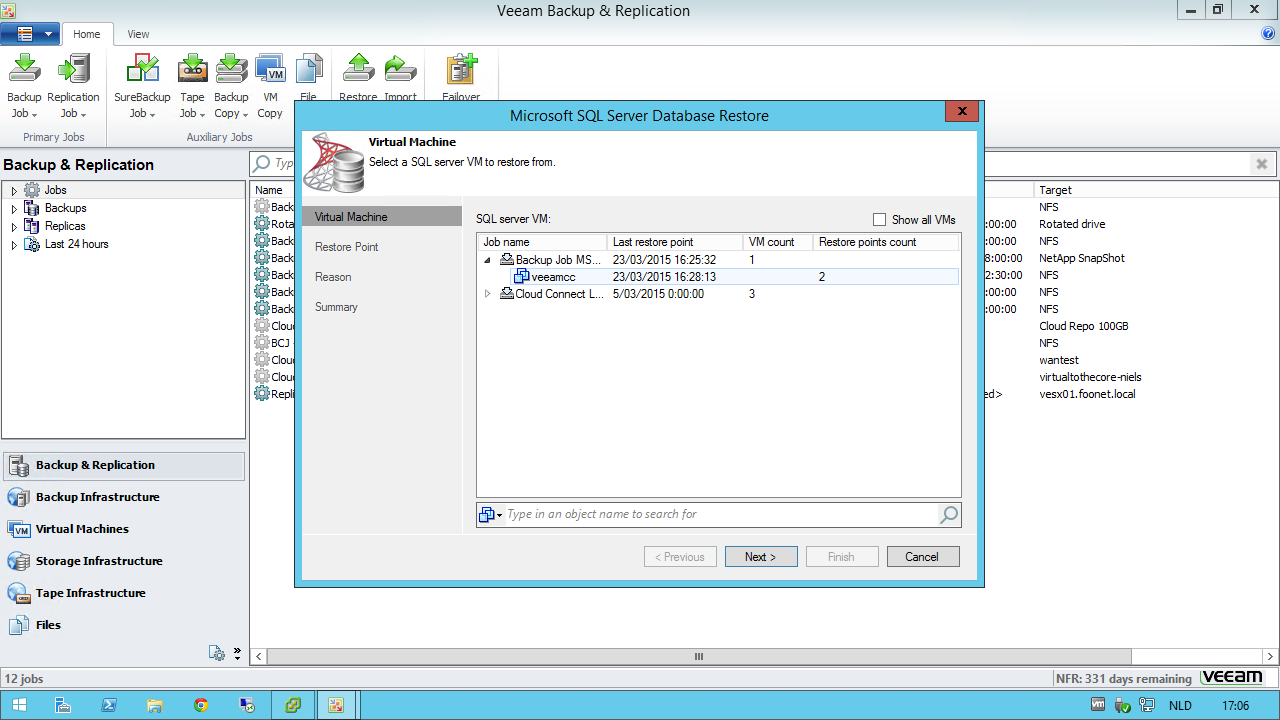 Veeam Backup & Replication
Home View
Backup Job
Replication Job
SureBackup Job
Tape Job
Backup Copy
VM Copy
File
Restore
Import
Failover
Primary Jobs
Auxiliary Jobs
Backup & Replication
Jobs
Backups
Replicas
Last 24 hours
Backup & Replication
Backup Infrastructure
Virtual Machines
Storage Infrastructure
Tape Infrastructure
Files
Name
Back
Rota
Back
Back
Back
Back
Back
Cloud
BCJ
Cloud
Cloud
Repli
Microsoft SQL Server Database Restore
Virtual Machine
Select a SQL server VM to restore from.
Virtual Machine
Restore Point
Reason
Summary
SQL server VM:
Show all VMs
Job name Last restore point VM count Restore points count
Backup Job MS... 23/03/2015 16:25:32 1
veeamcc 23/03/2015 16:28:13 2
Cloud Connect L... 5/03/2015 0:00:00 3
Type in an object name to search for
< Previous Next > Finish Cancel
Target
NFS
:00:00 Rotated drive
:00:00 NFS
8:00:00 NetApp SnapShot
2:30:00 NFS
:00:00 NFS
:00:00 NFS
Cloud Repo 100GB
NFS
wantest
virtualtothecore-niels
ed> vesx01.foonet.local
12 jobs
NFR: 331 days remaining veeam
NLD 17:06